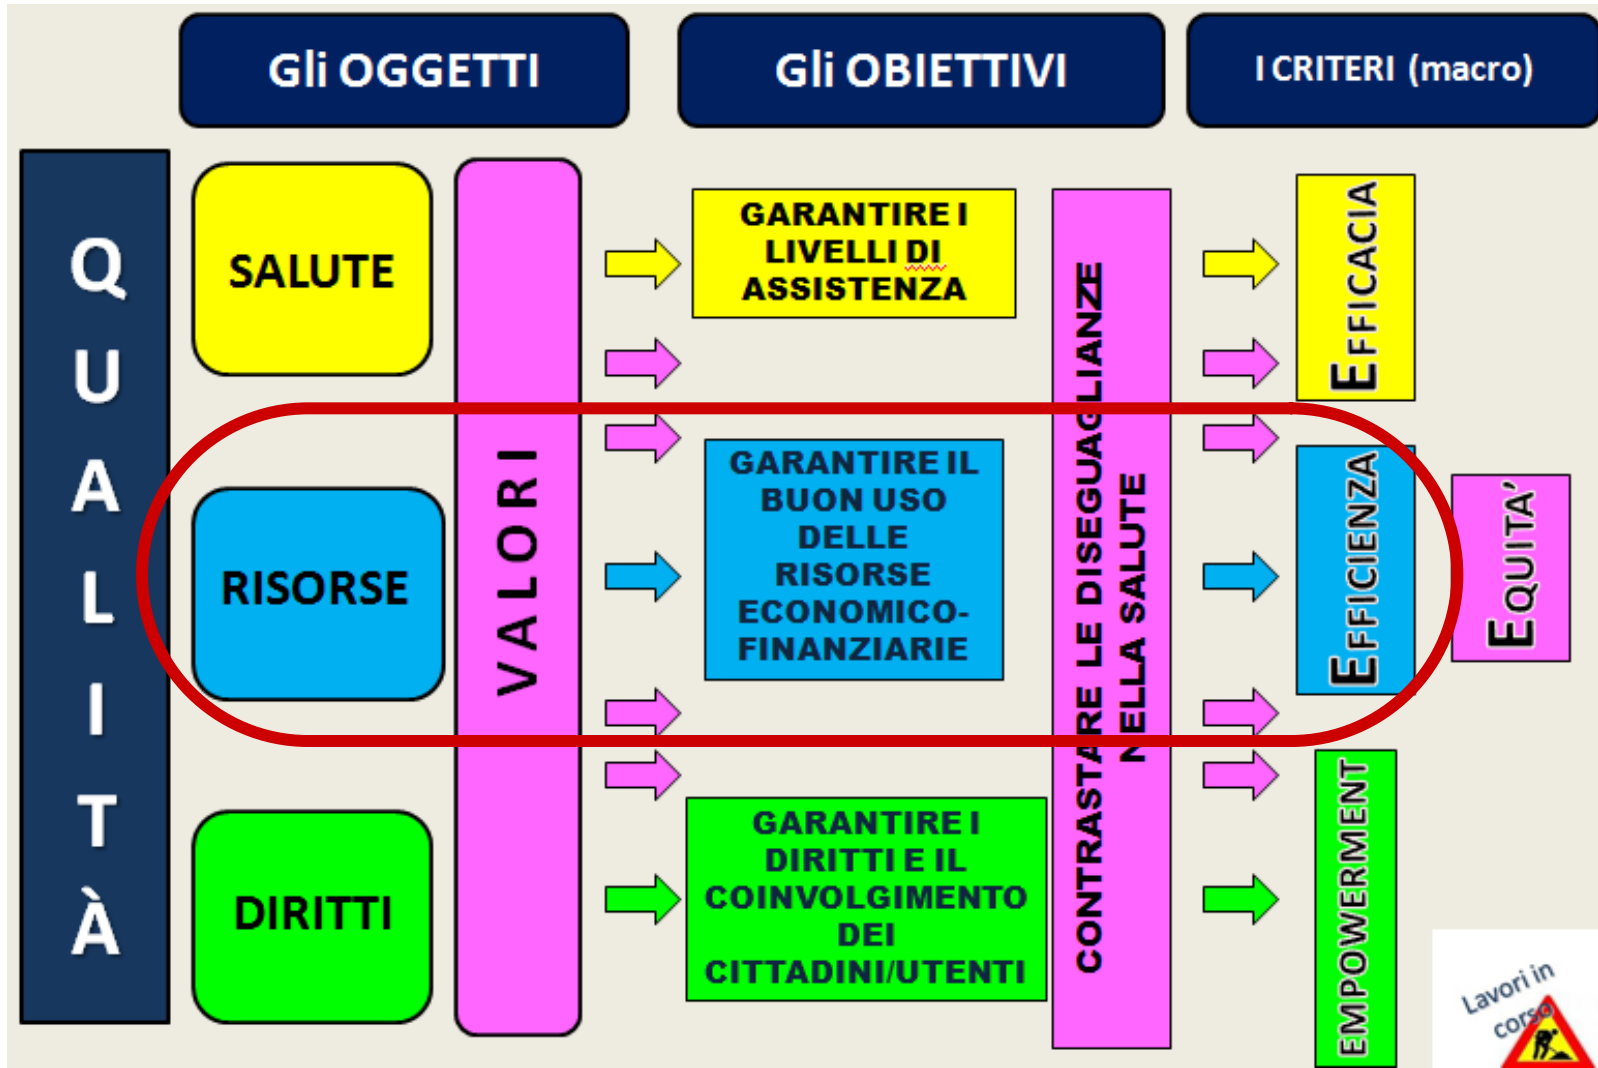 Gli OGGETTI
Gli OBIETTIVI
I CRITERI (macro)
QUALITÀ
SALUTE
RISORSE
DIRITTI
VALORI
GARANTIRE I
LIVELLI DI
ASSISTENZA
GARANTIRE IL
BUON USO
DELLE
RISORSE
ECONOMICO-
FINANZIARIE
GARANTIRE I
DIRITTI E IL
COINVOLGIMENTO
DEI
CITTADINI/UTENTI
CONTRASTARE LE DISEGUAGLIANZE
NELLA SALUTE
EFFICACIA
EFFICIENZA
EMPOWERMENT
EQUITA'
Lavori in
corso